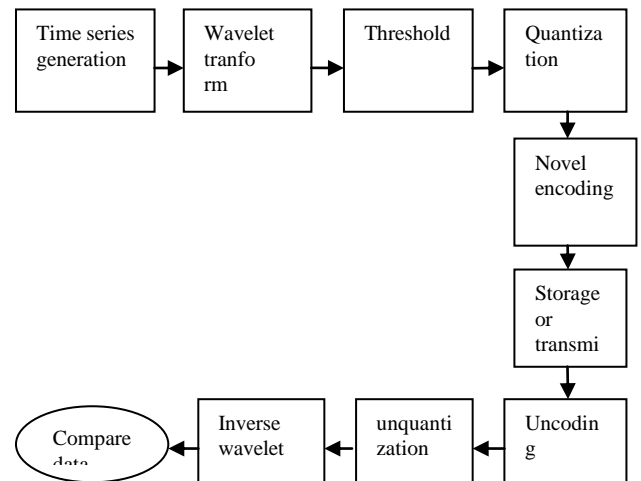 Time series
generation
Wavelet
tranfo
rm
Threshold
Quantiza
tion
Novel
encoding
Storage
or
transmi
Uncodin
g
unquanti
zation
Inverse
wavelet
Compare
data